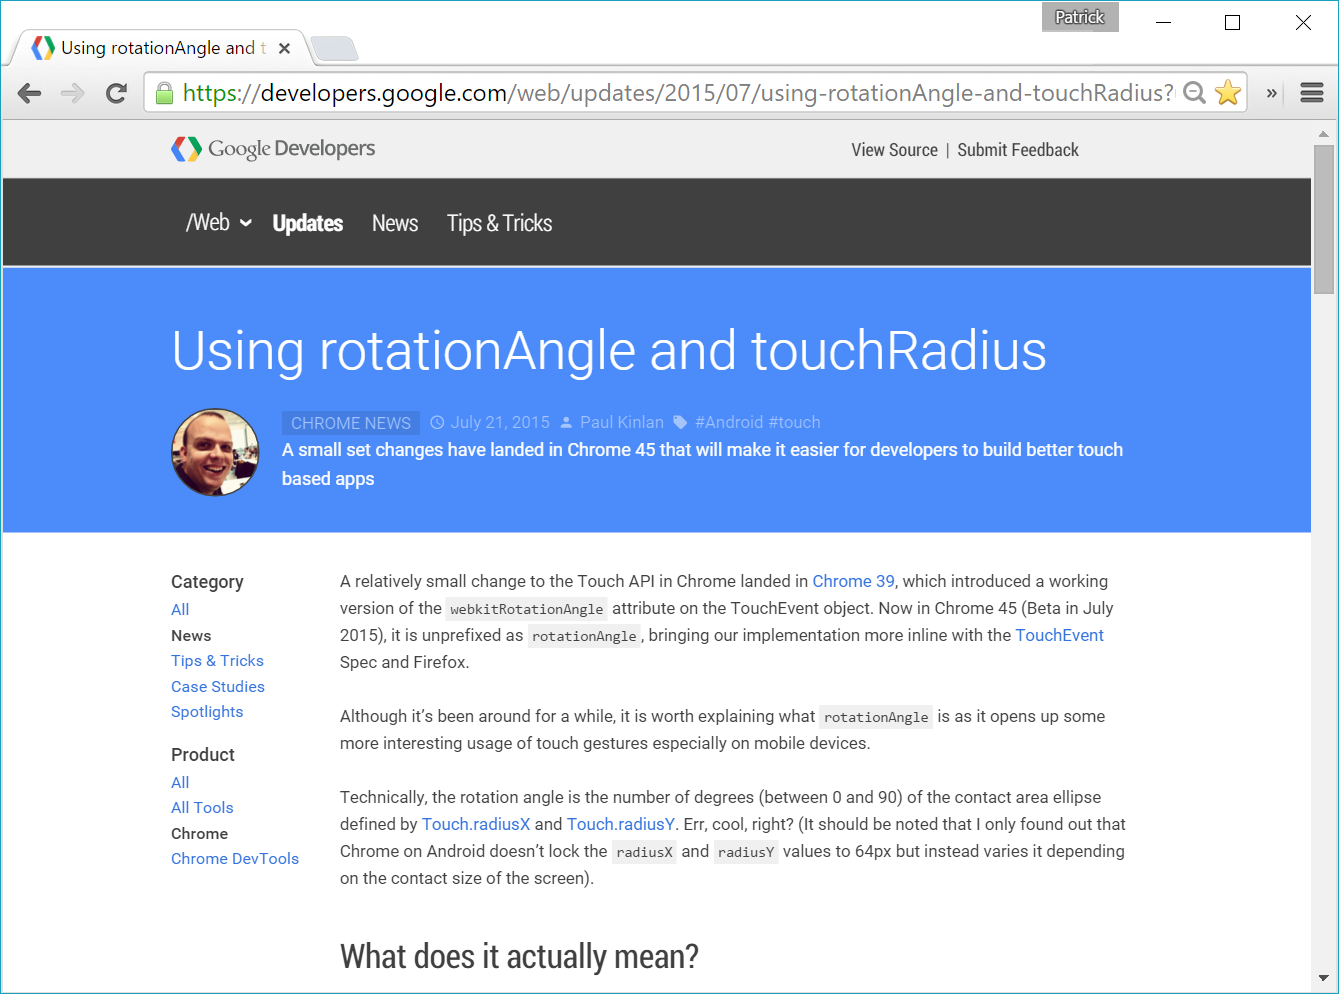 Patrick
Using rotationAngle and t
https://developers.google.com/web/updates/2015/07/using-rotationAngle-and-touchRadius?
»
Google Developers
View Source | Submit Feedback
/Web Updates News Tips & Tricks
Using rotationAngle and touchRadius
CHROME NEWS July 21, 2015 Paul Kinlan #Android #touch
A small set changes have landed in Chrome 45 that will make it easier for developers to build better touch
based apps
Category
All
News
Tips & Tricks
Case Studies
Spotlights
Product
All
All Tools
Chrome
Chrome DevTools
A relatively small change to the Touch API in Chrome landed in Chrome 39, which introduced a working
version of the webkitRotationAngle attribute on the TouchEvent object. Now in Chrome 45 (Beta in July
2015), it is unprefixed as rotationAngle, bringing our implementation more inline with the TouchEvent
Spec and Firefox.
Although it’s been around for a while, it is worth explaining what rotationAngle is as it opens up some
more interesting usage of touch gestures especially on mobile devices.
Technically, the rotation angle is the number of degrees (between 0 and 90) of the contact area ellipse
defined by Touch.radiusX and Touch.radiusY. Err, cool, right? (It should be noted that I only found out that
Chrome on Android doesn’t lock the radiusX and radiusY values to 64px but instead varies it depending
on the contact size of the screen).
What does it actually mean?